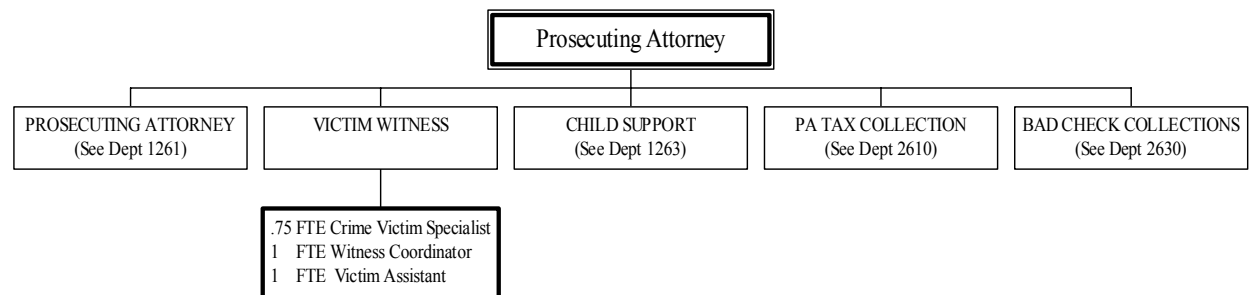 Prosecuting Attorney
PROSECUTING ATTORNEY
(See Dept 1261)
VICTIM WITNESS
CHILD SUPPORT
(See Dept 1263)
PA TAX COLLECTION
(See Dept 2610)
BAD CHECK COLLECTIONS
(See Dept 2630)
.75 FTE Crime Victim Specialist
1 FTE Witness Coordinator
1 FTE Victim Assistant